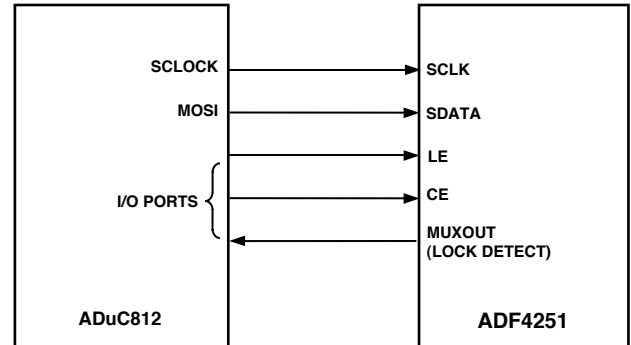 SCLOCK
SCLK
MOSI
SDATA
LE
I/O PORTS
CE
MUXOUT
(LOCK DETECT)
ADuC812
ADF4251